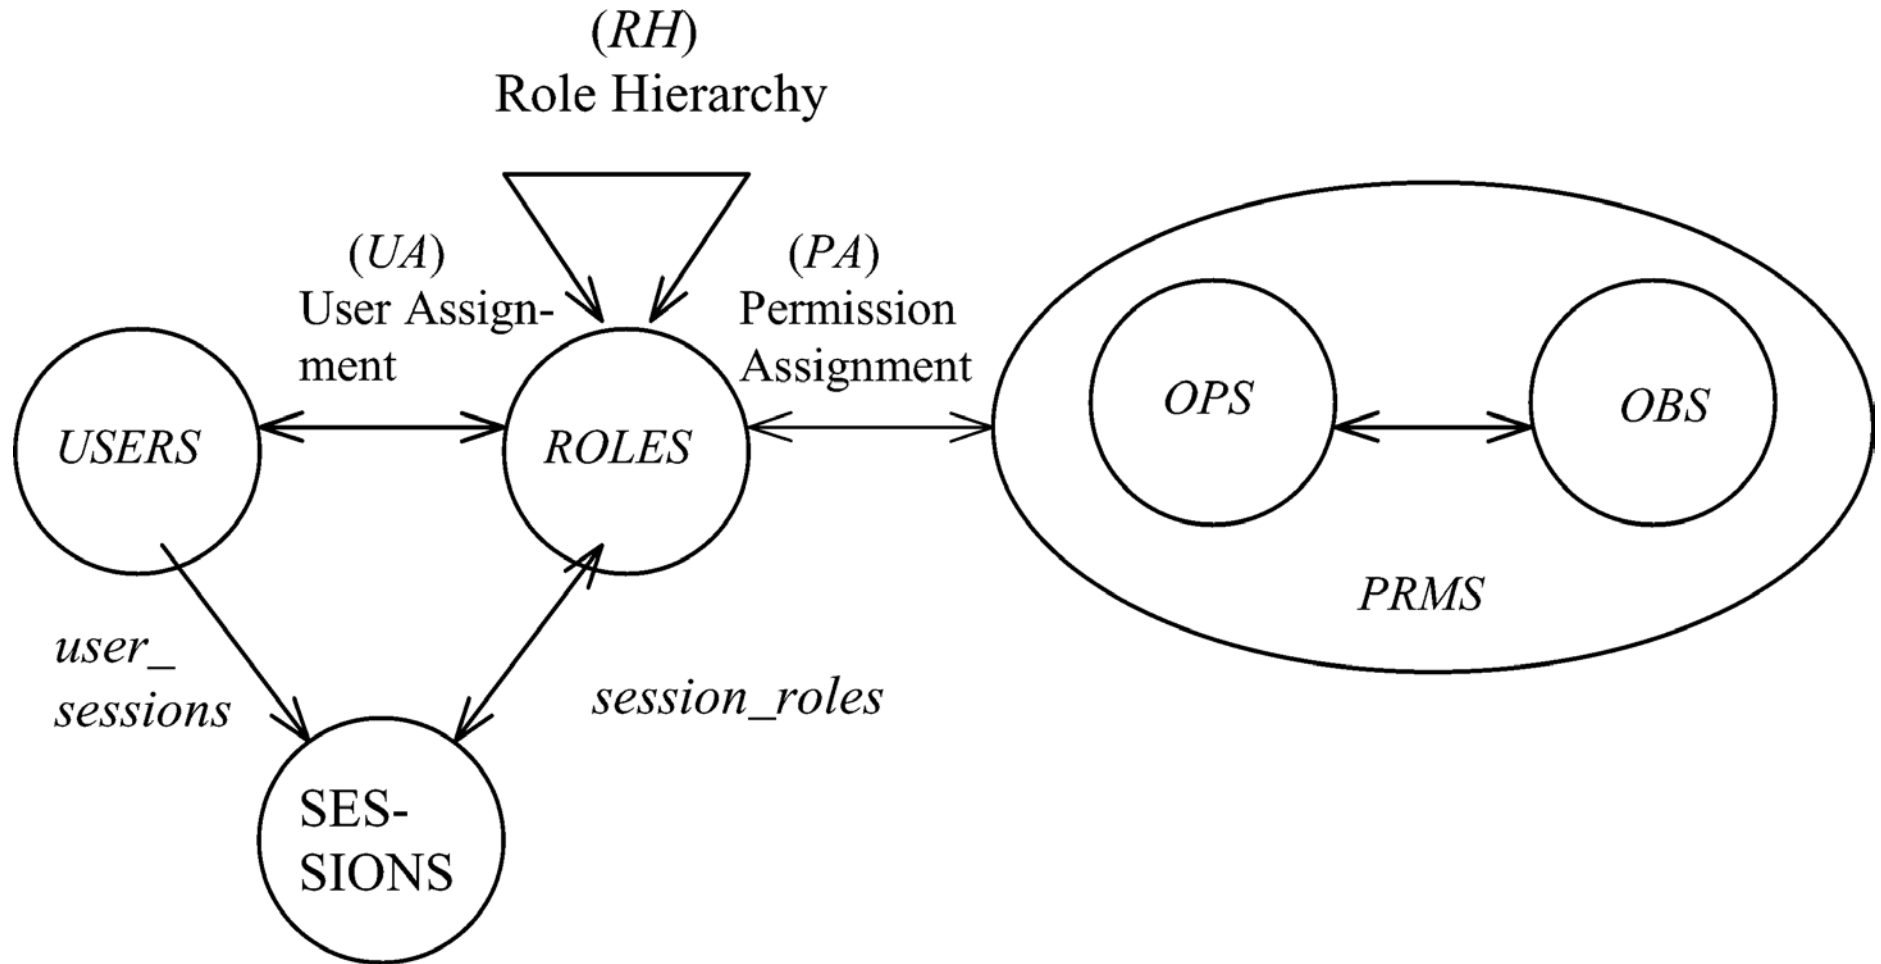 (RH)
Role Hierarchy
(UA)
User Assign-
ment
(PA)
Permission
Assignment
USERS
ROLES
OPS
OBS
PRMS
user_
sessions
session_roles
SES-
SIONS